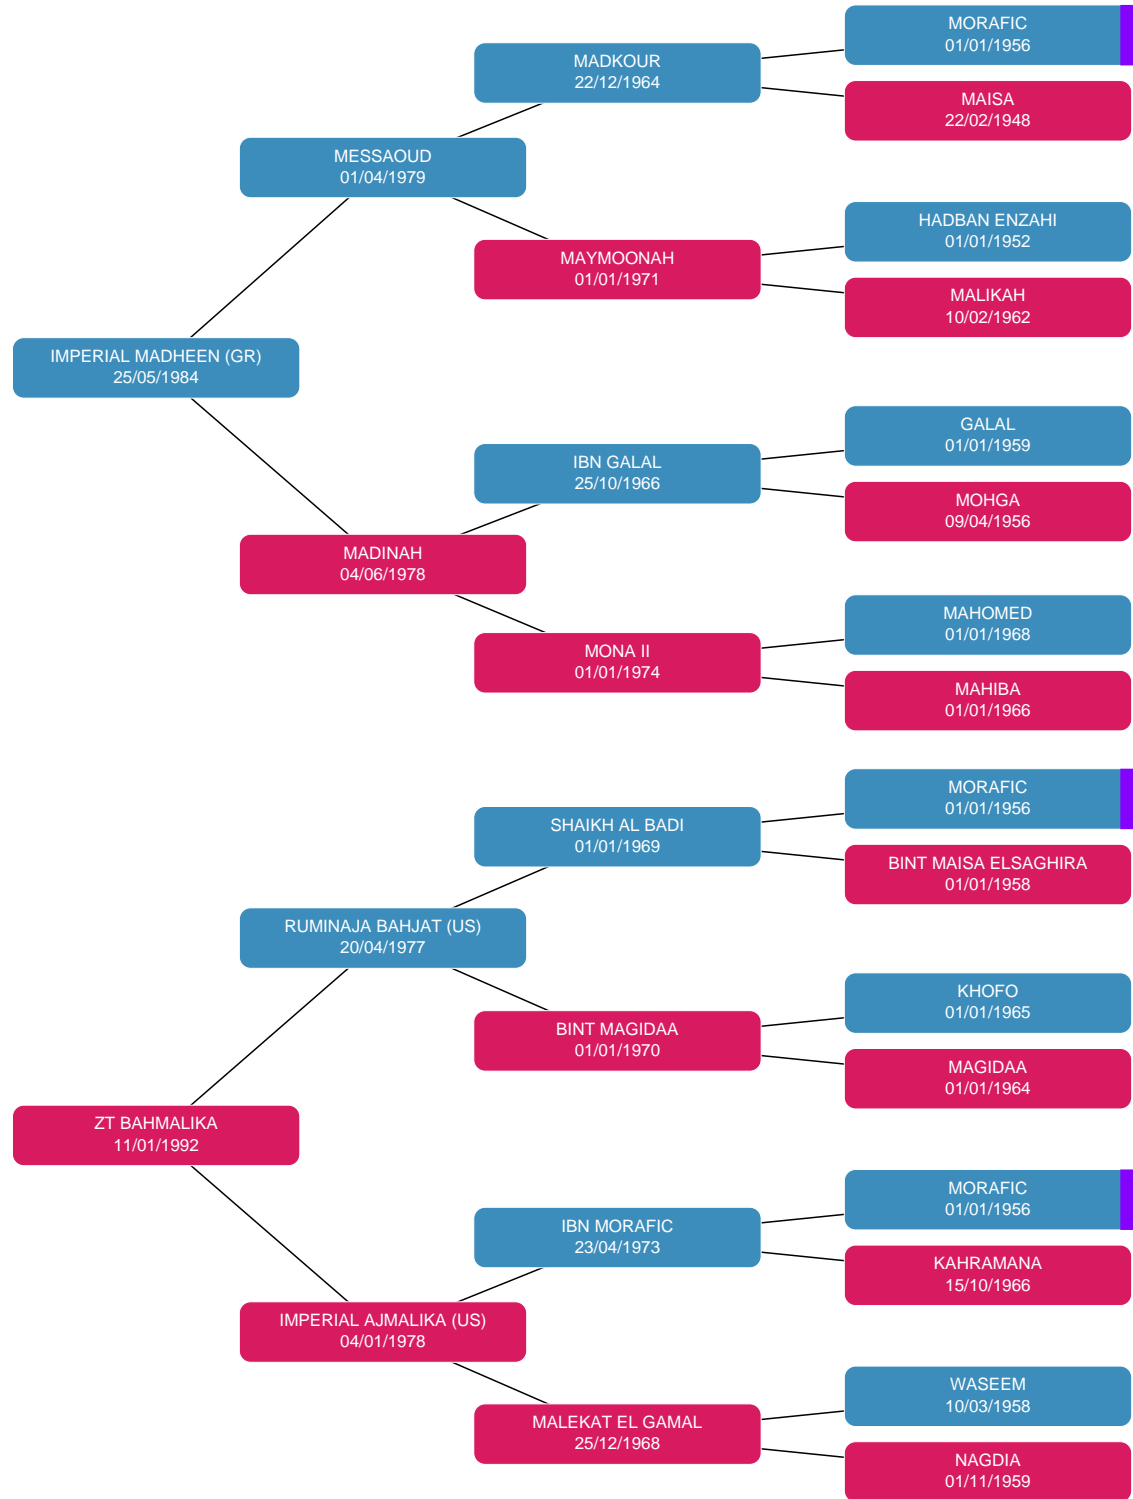 MORAFIC
01/01/1956
MADKOUR
22/12/1964
MAISA
22/02/1948
MESSAOUD
01/04/1979
HADBAN ENZAHI
01/01/1952
MAYMOONAH
01/01/1971
MALIKAH
10/02/1962
IMPERIAL MADHEEN (GR)
25/05/1984
GALAL
01/01/1959
IBN GALAL
25/10/1966
MOHGA
09/04/1956
MADINAH
04/06/1978
MAHOMED
01/01/1968
MONA II
01/01/1974
MAHIBA
01/01/1966
MORAFIC
01/01/1956
SHAIKH AL BADI
01/01/1969
BINT MAISA ELSAGHIRA
01/01/1958
RUMINAJA BAHJAT (US)
20/04/1977
KHOFO
01/01/1965
BINT MAGIDAA
01/01/1970
MAGIDAA
01/01/1964
ZT BAHMALIKA
11/01/1992
MORAFIC
01/01/1956
IBN MORAFIC
23/04/1973
KAHRAMANA
15/10/1966
IMPERIAL AJMALIKA (US)
04/01/1978
WASEEM
10/03/1958
MALEKAT EL GAMAL
25/12/1968
NAGDIA
01/11/1959